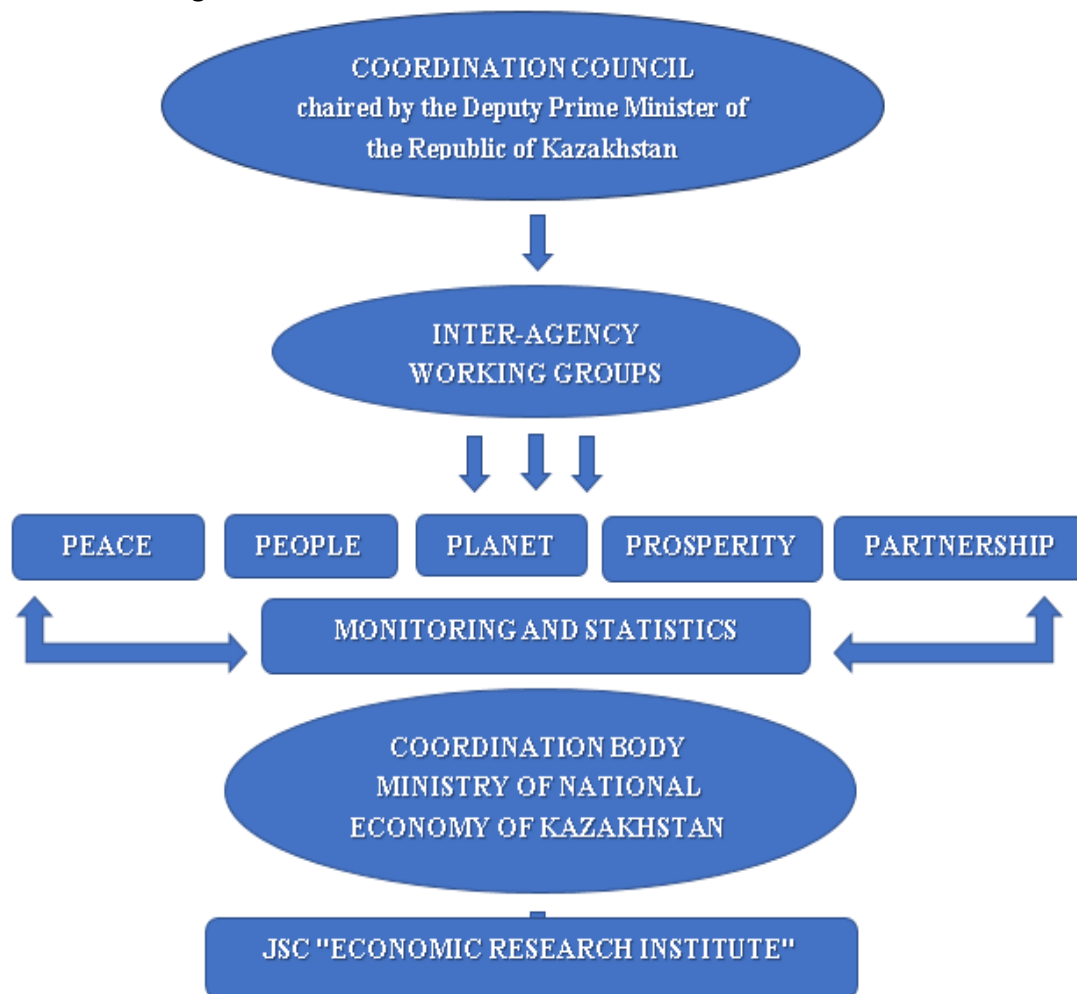 COORDINATION COUNCIL
chaired by the Deputy Prime Minister of
the Republic of Kazakhstan
INTER-AGENCY
WORKING GROUPS
PEACE
PEOPLE
PLANET
PROSPERITY
PARTNERSHIP
MONITORING AND STATISTICS
COORDINATION BODY
MINISTRY OF NATIONAL
ECONOMY OF KAZAKHSTAN
JSC "ECONOMIC RESEARCH INSTITUTE"